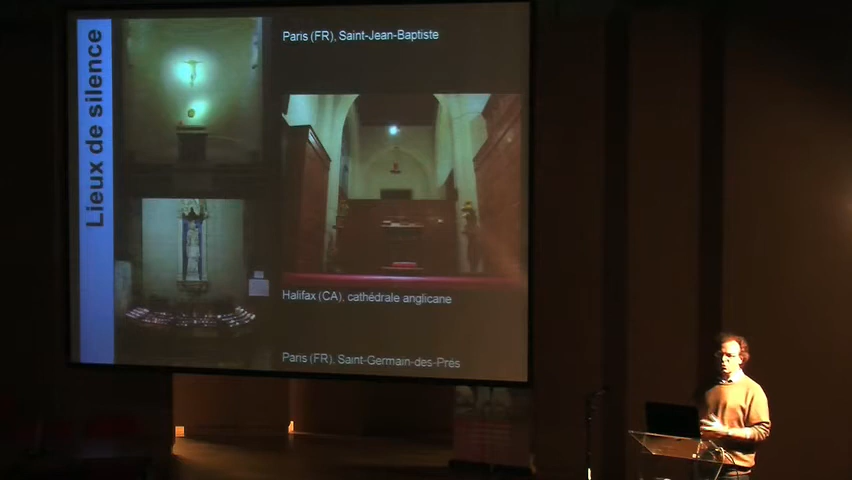 Lieux de silence
Paris (FR), Saint-Jean-Baptiste
Halifax (CA), cathédrale anglicane
Paris (FR), Saint-Germain-des-Prés